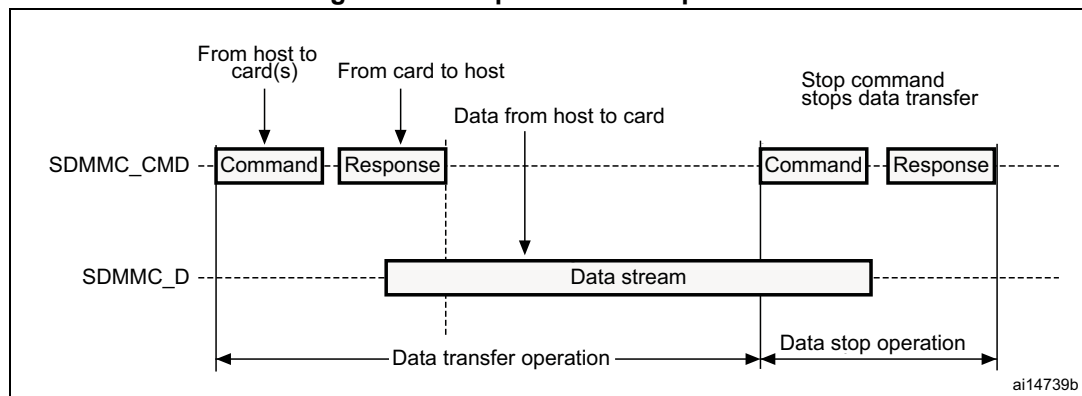 From host to
card(s)
From card to host
Stop command
stops data transfer
Data from host to card
SDMMC_CMD
Command
Response
Command
Response
SDMMC_D
Data stream
Data transfer operation
Data stop operation
ai14739b